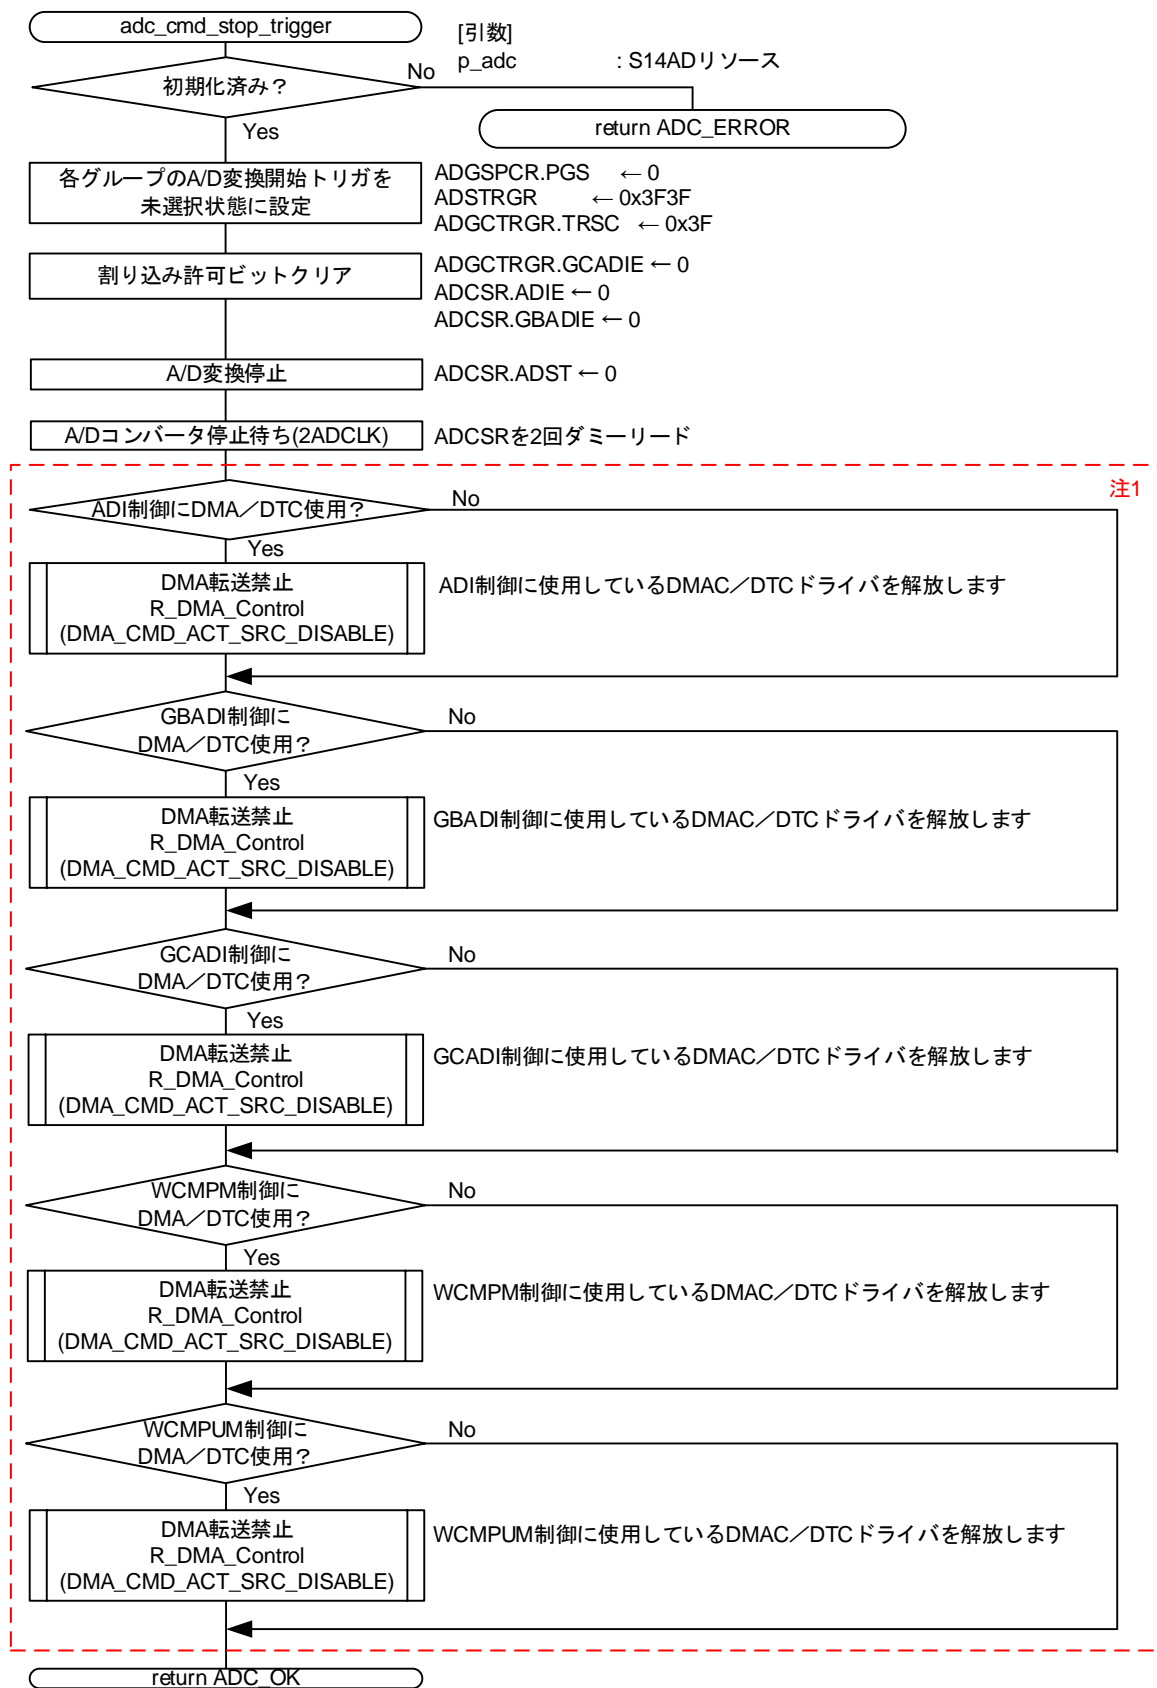 adc_cmd_stop_trigger
[引数]
p_adc : S14ADリソース
初期化済み？
No
return ADC_ERROR
Yes
各グループのA/D変換開始トリガを
未選択状態に設定
ADGSPCR.PGS ← 0
ADSTRGR ← 0x3F3F
ADGCTRGR.TRSC ← 0x3F
割り込み許可ビットクリア
ADGCTRGR.GCADIE ← 0
ADCSR.ADIE ← 0
ADCSR.GBADIE ← 0
A/D変換停止
ADCSR.ADST ← 0
A/Dコンバータ停止待ち(2ADCLK)
ADCSRを2回ダミーリード
注1
ADI制御にDMA／DTC使用？
No
Yes
DMA転送禁止
R_DMA_Control
(DMA_CMD_ACT_SRC_DISABLE)
ADI制御に使用しているDMAC／DTCドライバを解放します
GBADI制御に
DMA／DTC使用？
No
Yes
DMA転送禁止
R_DMA_Control
(DMA_CMD_ACT_SRC_DISABLE)
GBADI制御に使用しているDMAC／DTCドライバを解放します
GCADI制御に
DMA／DTC使用？
No
Yes
DMA転送禁止
R_DMA_Control
(DMA_CMD_ACT_SRC_DISABLE)
GCADI制御に使用しているDMAC／DTCドライバを解放します
WCMPM制御に
DMA／DTC使用？
No
Yes
DMA転送禁止
R_DMA_Control
(DMA_CMD_ACT_SRC_DISABLE)
WCMPM制御に使用しているDMAC／DTCドライバを解放します
WCMPUM制御に
DMA／DTC使用？
No
Yes
DMA転送禁止
R_DMA_Control
(DMA_CMD_ACT_SRC_DISABLE)
WCMPUM制御に使用しているDMAC／DTCドライバを解放します
return ADC_OK